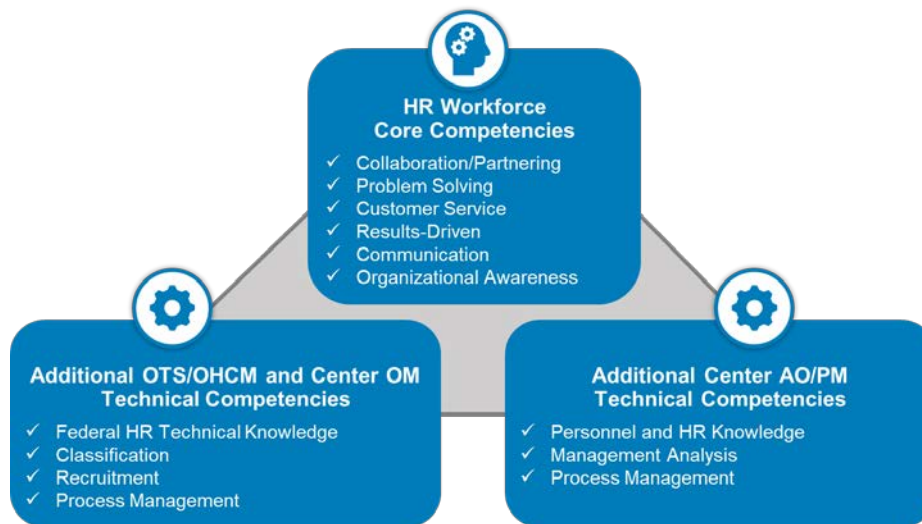 HR Workforce
Core Competencies
✓ Collaboration/Partnering
✓ Problem Solving
✓ Customer Service
✓ Results-Driven
✓ Communication
✓ Organizational Awareness
Additional OTS/OHCM and Center OM
Technical Competencies
✓ Federal HR Technical Knowledge
✓ Classification
✓ Recruitment
✓ Process Management
Additional Center AO/PM
Technical Competencies
✓ Personnel and HR Knowledge
✓ Management Analysis
✓ Process Management